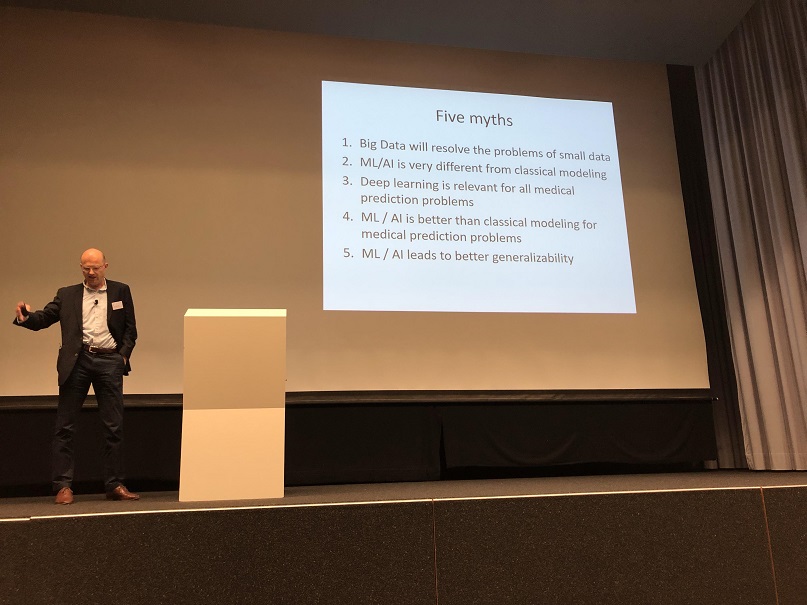 Five myths
1. Big Data will resolve the problems of small data
2. ML/AI is very different from classical modeling
3. Deep learning is relevant for all medical
prediction problems
4. ML / AI is better than classical modeling for
medical prediction problems
5. ML / AI leads to better generalizability